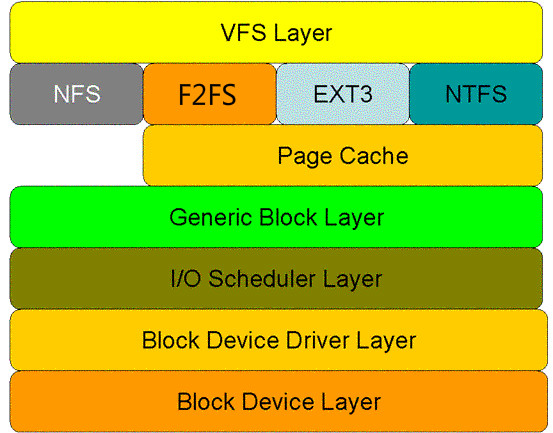 VFS Layer
NFS
F2FS
EXT3
NTFS
Page Cache
Generic Block Layer
I/O Scheduler Layer
Block Device Driver Layer
Block Device Layer